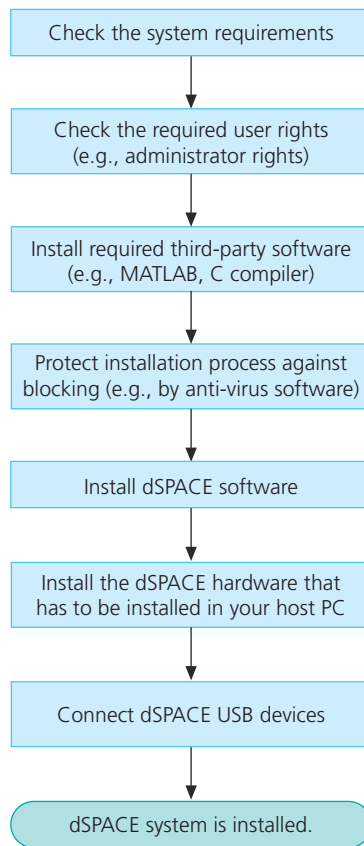 Check the system requirements
Check the required user rights
(e.g., administrator rights)
Install required third-party software
(e.g., MATLAB, C compiler)
Protect installation process against
blocking (e.g., by anti-virus software)
Install dSPACE software
Install the dSPACE hardware that
has to be installed in your host PC
Connect dSPACE USB devices
dSPACE system is installed.